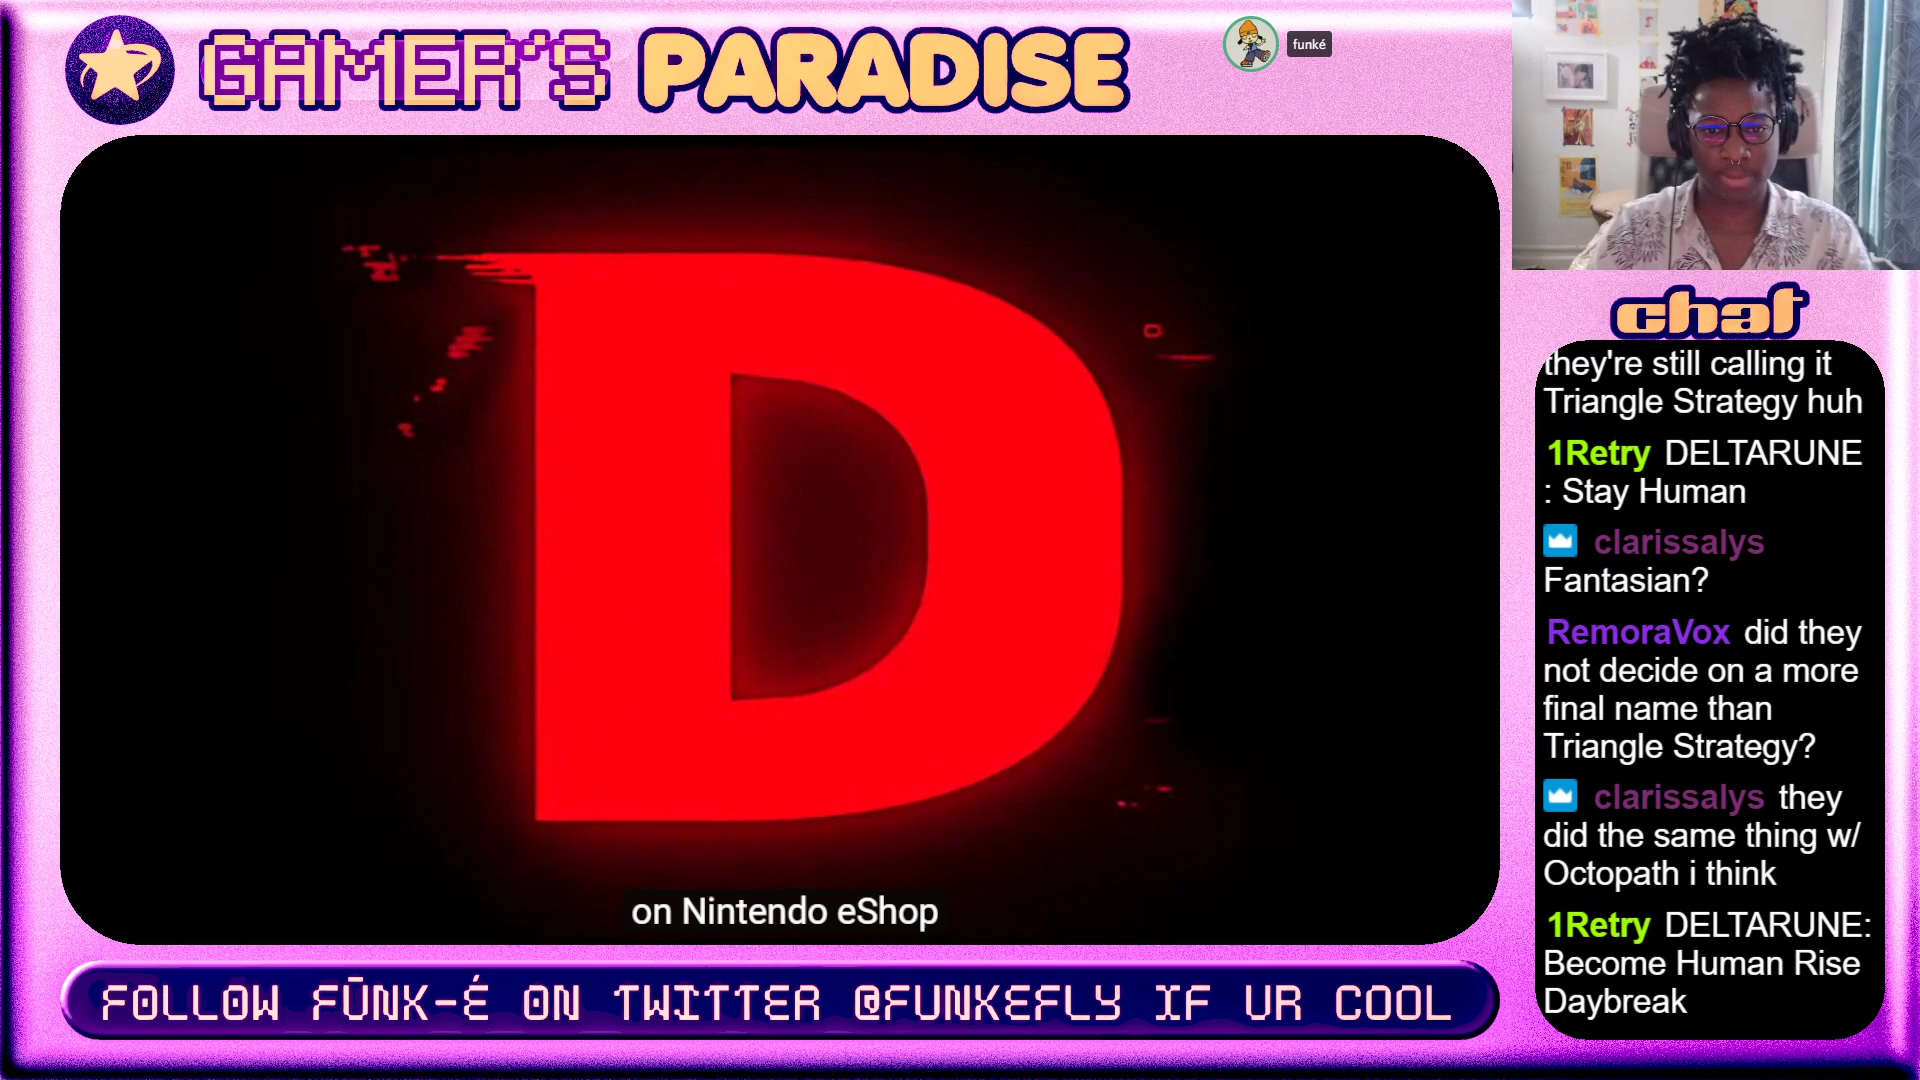 GAMER'S PARADISE
funké
D
on Nintendo eShop
FOLLOW FŪNK-É ON TWITTER @FUNKEFLY IF UR COOL
chat
they're still calling it
Triangle Strategy huh
1Retry DELTARUNE
: Stay Human
clarissalys
Fantasian?
RemoraVox did they
not decide on a more
final name than
Triangle Strategy?
clarissalys they
did the same thing w/
Octopath i think
1Retry DELTARUNE:
Become Human Rise
Daybreak